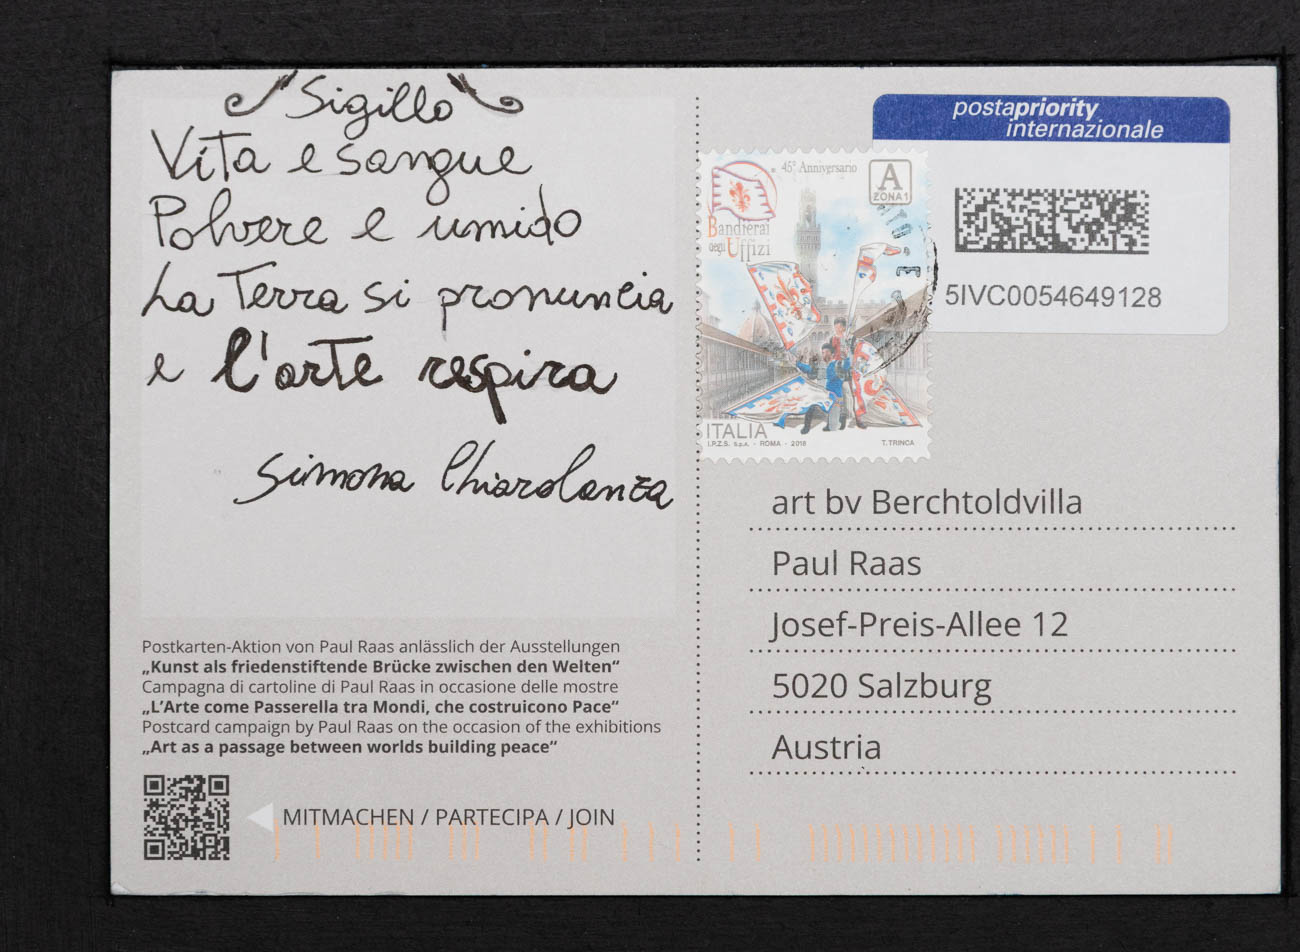 "Sigillo"
Vita e sangue
Polvere e umido
La Terra si pronuncia
e l'arte respira
Simona Chiarolanza
Postkarten-Aktion von Paul Raas anlässlich der Ausstellungen
„Kunst als friedenstiftende Brücke zwischen den Welten“
Campagna di cartoline di Paul Raas in occasione delle mostre
„L'Arte come Passerella tra Mondi, che costruicono Pace“
Postcard campaign by Paul Raas on the occasion of the exhibitions
„Art as a passage between worlds building peace“
MITMACHEN / PARTECIPA / JOIN
postapriority
internazionale
5IVC0054649128
45° Anniversario
A
ZONA 1
Bandierai
degli Uffizi
ITALIA
I.P.Z.S. S.p.A. - ROMA - 2018
T. TRINCA
art bv Berchtoldvilla
Paul Raas
Josef-Preis-Allee 12
5020 Salzburg
Austria